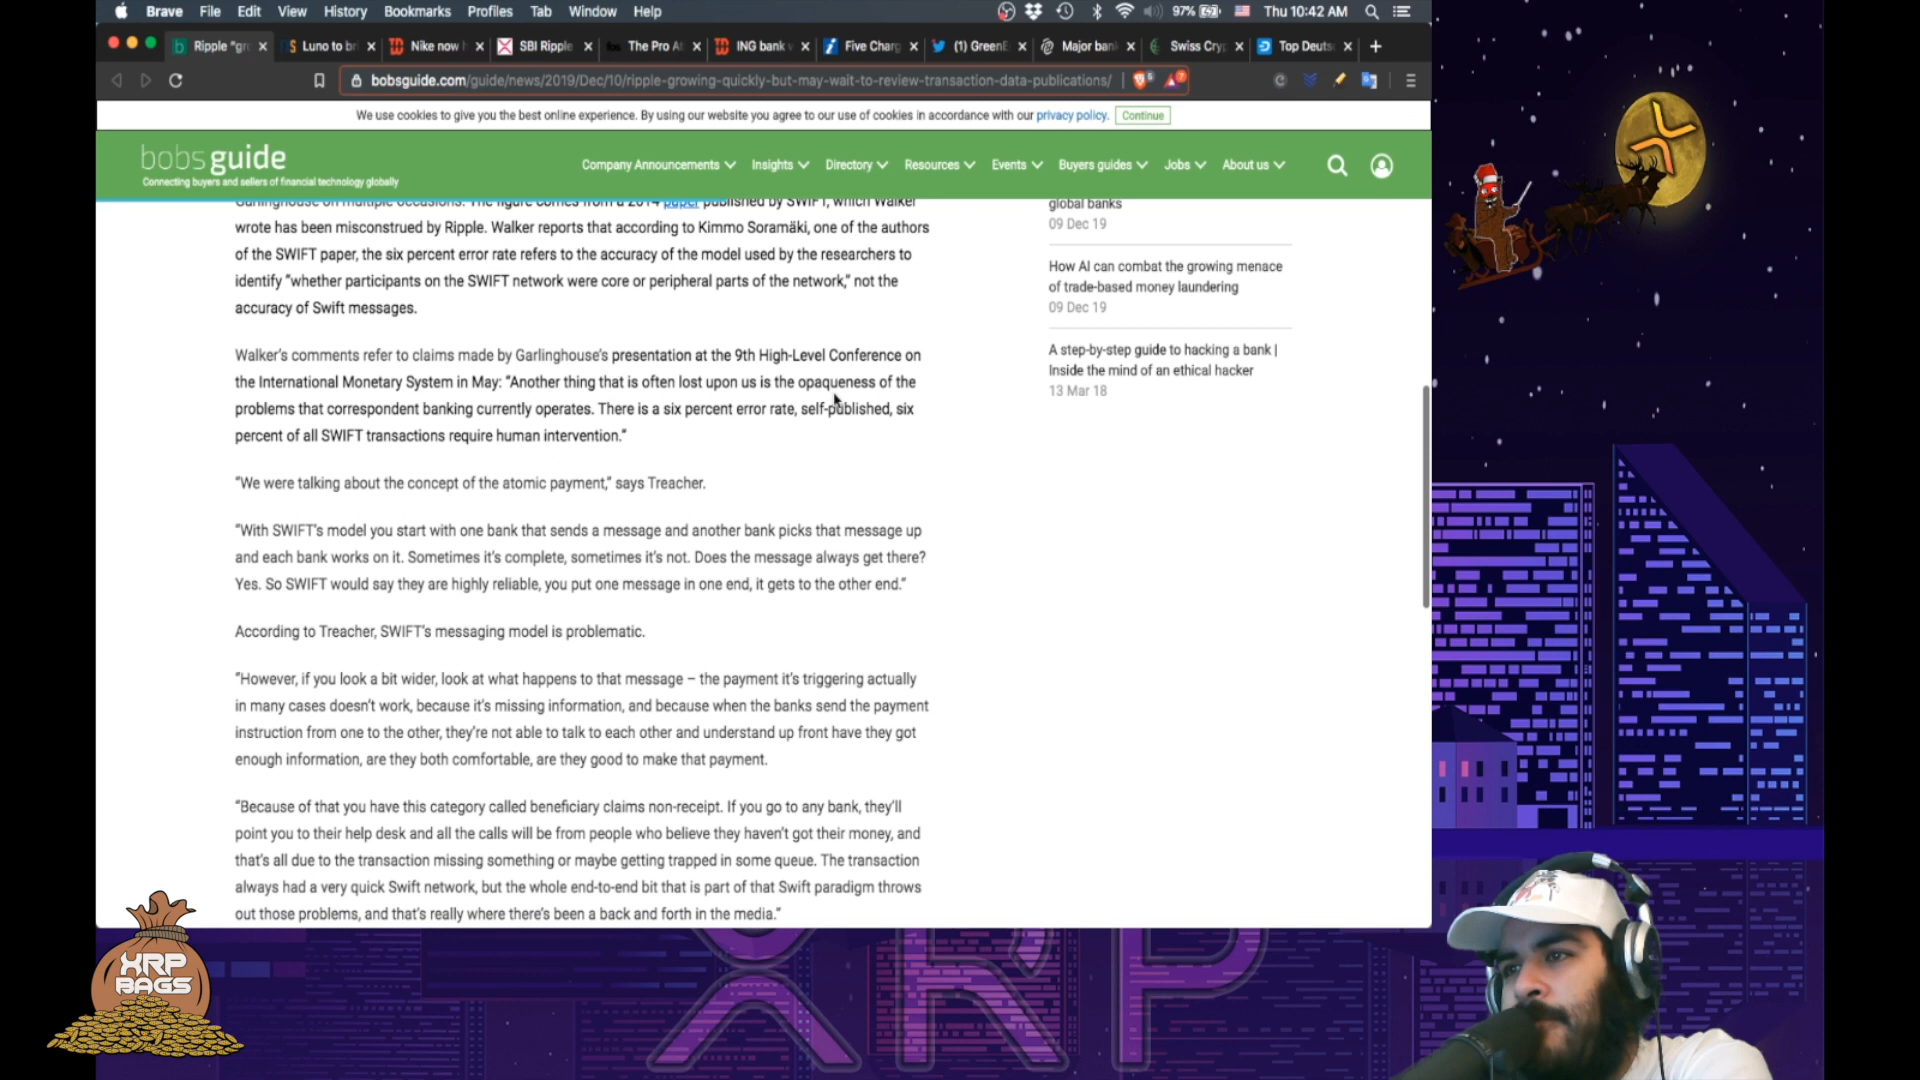 Brave File Edit View History Bookmarks Profiles Tab Window Help
97% Thu 10:42 AM
Ripple "gro
Luno to bri
Nike now h
SBI Ripple
The Pro A
ING bank
Five Charg
(1) Green
Major ban
Swiss Cry
Top Deuts
bobsguide.com/guide/news/2019/Dec/10/ripple-growing-quickly-but-may-wait-to-review-transaction-data-publications/
We use cookies to give you the best online experience. By using our website you agree to our use of cookies in accordance with our privacy policy. Continue
bobsguide
Connecting buyers and sellers of financial technology globally
Company Announcements Insights Directory Resources Events Buyers guides Jobs About us
Garlinghouse on multiple occasions. The figure comes from a 2014 paper published by SWIFT, which Walker
wrote has been misconstrued by Ripple. Walker reports that according to Kimmo Soramäki, one of the authors
of the SWIFT paper, the six percent error rate refers to the accuracy of the model used by the researchers to
identify “whether participants on the SWIFT network were core or peripheral parts of the network,” not the
accuracy of Swift messages.
Walker’s comments refer to claims made by Garlinghouse’s presentation at the 9th High-Level Conference on
the International Monetary System in May: “Another thing that is often lost upon us is the opaqueness of the
problems that correspondent banking currently operates. There is a six percent error rate, self-published, six
percent of all SWIFT transactions require human intervention.”
“We were talking about the concept of the atomic payment,” says Treacher.
“With SWIFT’s model you start with one bank that sends a message and another bank picks that message up
and each bank works on it. Sometimes it’s complete, sometimes it’s not. Does the message always get there?
Yes. So SWIFT would say they are highly reliable, you put one message in one end, it gets to the other end.”
According to Treacher, SWIFT’s messaging model is problematic.
“However, if you look a bit wider, look at what happens to that message – the payment it’s triggering actually
in many cases doesn’t work, because it’s missing information, and because when the banks send the payment
instruction from one to the other, they’re not able to talk to each other and understand up front have they got
enough information, are they both comfortable, are they good to make that payment.
“Because of that you have this category called beneficiary claims non-receipt. If you go to any bank, they’ll
point you to their help desk and all the calls will be from people who believe they haven’t got their money, and
that’s all due to the transaction missing something or maybe getting trapped in some queue. The transaction
always had a very quick Swift network, but the whole end-to-end bit that is part of that Swift paradigm throws
out those problems, and that’s really where there’s been a back and forth in the media.”
global banks
09 Dec 19
How AI can combat the growing menace
of trade-based money laundering
09 Dec 19
A step-by-step guide to hacking a bank |
Inside the mind of an ethical hacker
13 Mar 18
XRP
BAGS
XRP